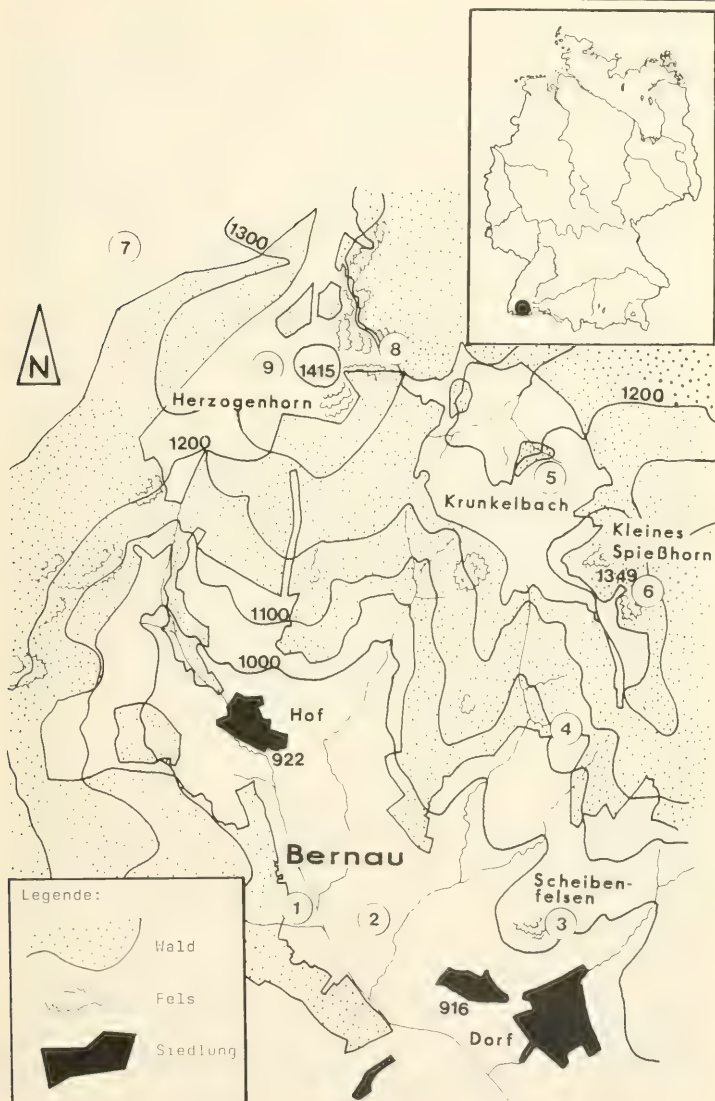 7
1300
N
8
9
1415
Herzogenhorn
1200
1200
5
Krunkelbach
Kleines
Spießhorn
1349
6
1100
1000
Hof
4
922
Bernau
Scheiben-
felsen
1
2
3
916
Dorf
Legende:
Wald
Fels
Siedlung